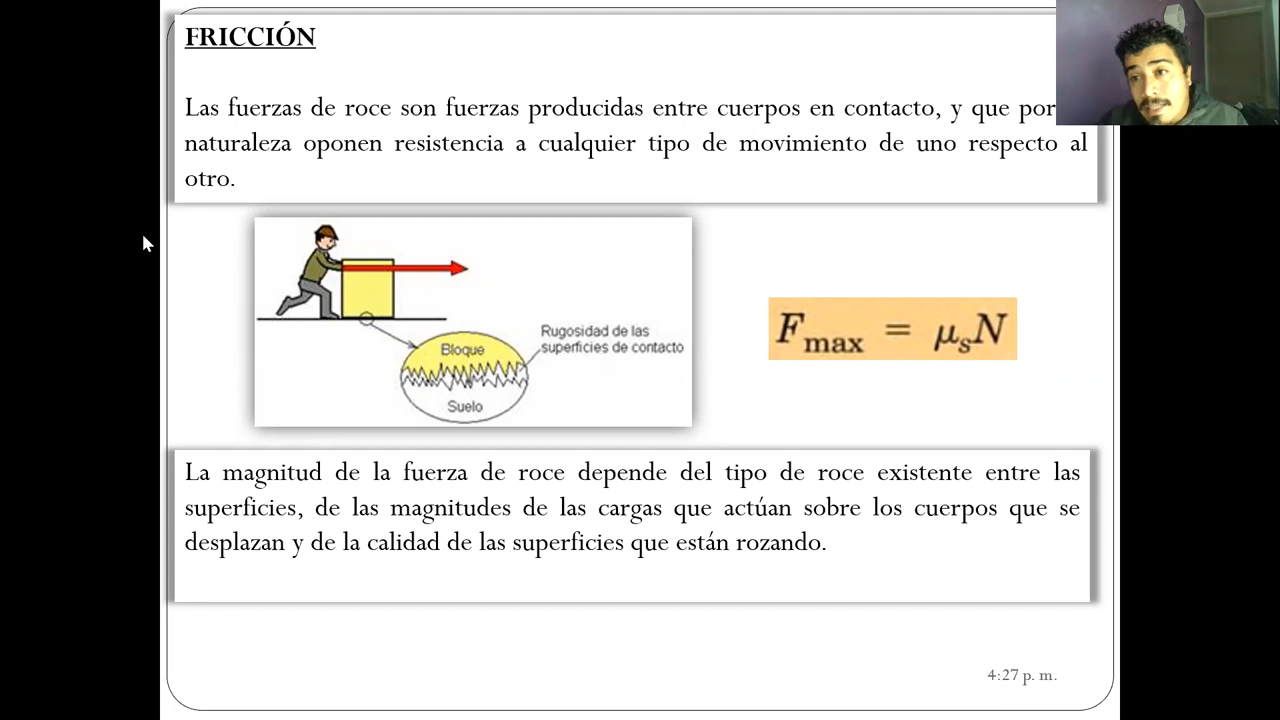 FRICCIÓN
Las fuerzas de roce son fuerzas producidas entre cuerpos en contacto, y que por
naturaleza oponen resistencia a cualquier tipo de movimiento de uno respecto al
otro.
Rugosidad de las
superficies de contacto
Bloque
Suelo
F max = μ s N
La magnitud de la fuerza de roce depende del tipo de roce existente entre las
superficies, de las magnitudes de las cargas que actúan sobre los cuerpos que se
desplazan y de la calidad de las superficies que están rozando.
4:27 p. m.